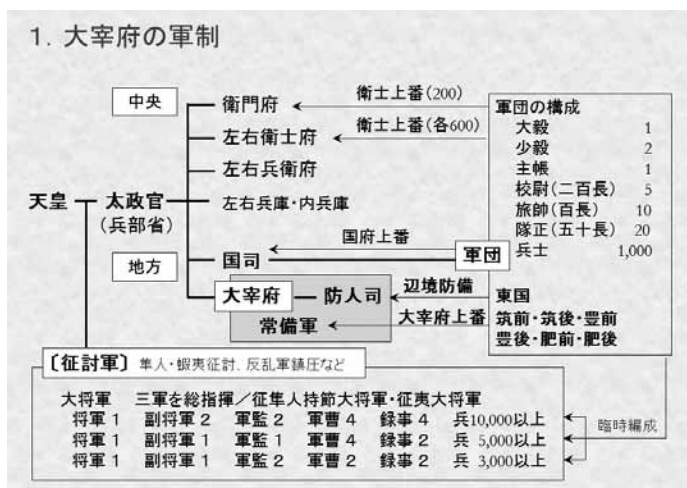 1. 大宰府の軍制
中央
衛門府
衛士上番(200)
左右衛士府
衛士上番(各600)
左右兵衛府
天皇
太政官
(兵部省)
左右兵庫・内兵庫
国府上番
地方
国司
軍団
大宰府
防人司
辺境防備
常備軍
大宰府上番
軍団の構成
大毅 1
少毅 2
主帳 1
校尉(二百長) 5
旅帥(百長) 10
隊正(五十長) 20
兵士 1,000
東国
筑前・筑後・豊前
豊後・肥前・肥後
〔征討軍〕 隼人・蝦夷征討、反乱軍鎮圧など
大将軍 三軍を総指揮／征隼人持節大将軍・征夷大将軍
将軍 1 副将軍 2 軍監 2 軍曹 4 録事 4 兵10,000以上
将軍 1 副将軍 1 軍監 1 軍曹 4 録事 2 兵 5,000以上
将軍 1 副将軍 1 軍監 2 軍曹 2 録事 2 兵 3,000以上
臨時編成